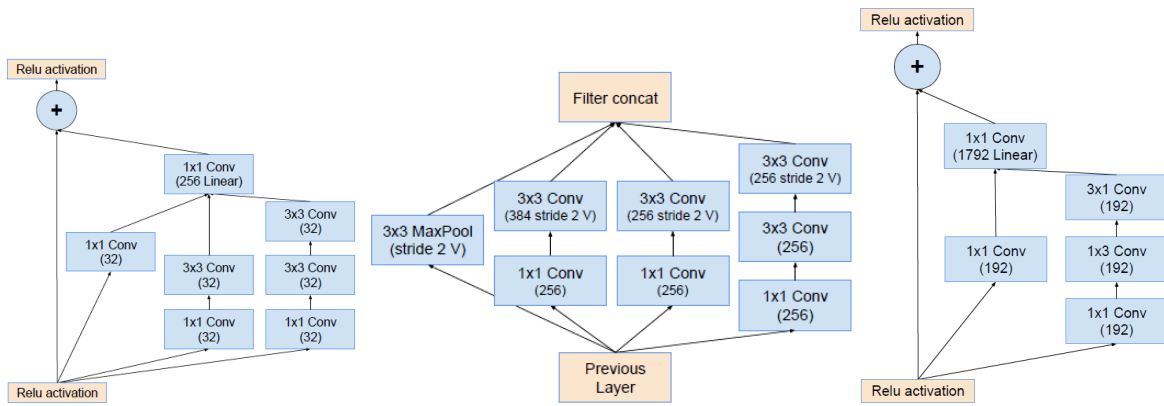 Relu activation
+
1x1 Conv
(256 Linear)
3x3 Conv
(32)
1x1 Conv
(32)
3x3 Conv
(32)
3x3 Conv
(32)
1x1 Conv
(32)
1x1 Conv
(32)
Relu activation
Filter concat
3x3 Conv
(256 stride 2 V)
3x3 Conv
(384 stride 2 V)
3x3 Conv
(256 stride 2 V)
3x3 MaxPool
(stride 2 V)
3x3 Conv
(256)
1x1 Conv
(256)
1x1 Conv
(256)
1x1 Conv
(256)
Previous
Layer
Relu activation
+
1x1 Conv
(1792 Linear)
3x1 Conv
(192)
1x1 Conv
(192)
1x3 Conv
(192)
1x1 Conv
(192)
Relu activation